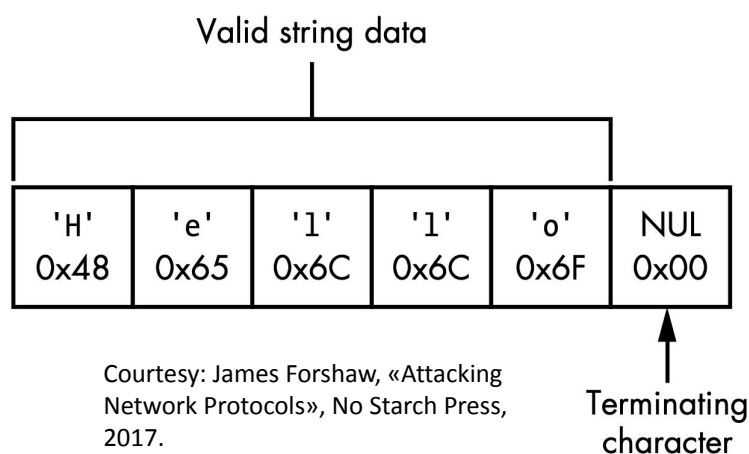 Valid string data
'H' 'e' 'l' 'l' 'o' NUL
0x48 0x65 0x6C 0x6C 0x6F 0x00
Courtesy: James Forshaw, «Attacking
Network Protocols», No Starch Press,
2017.
Terminating
character